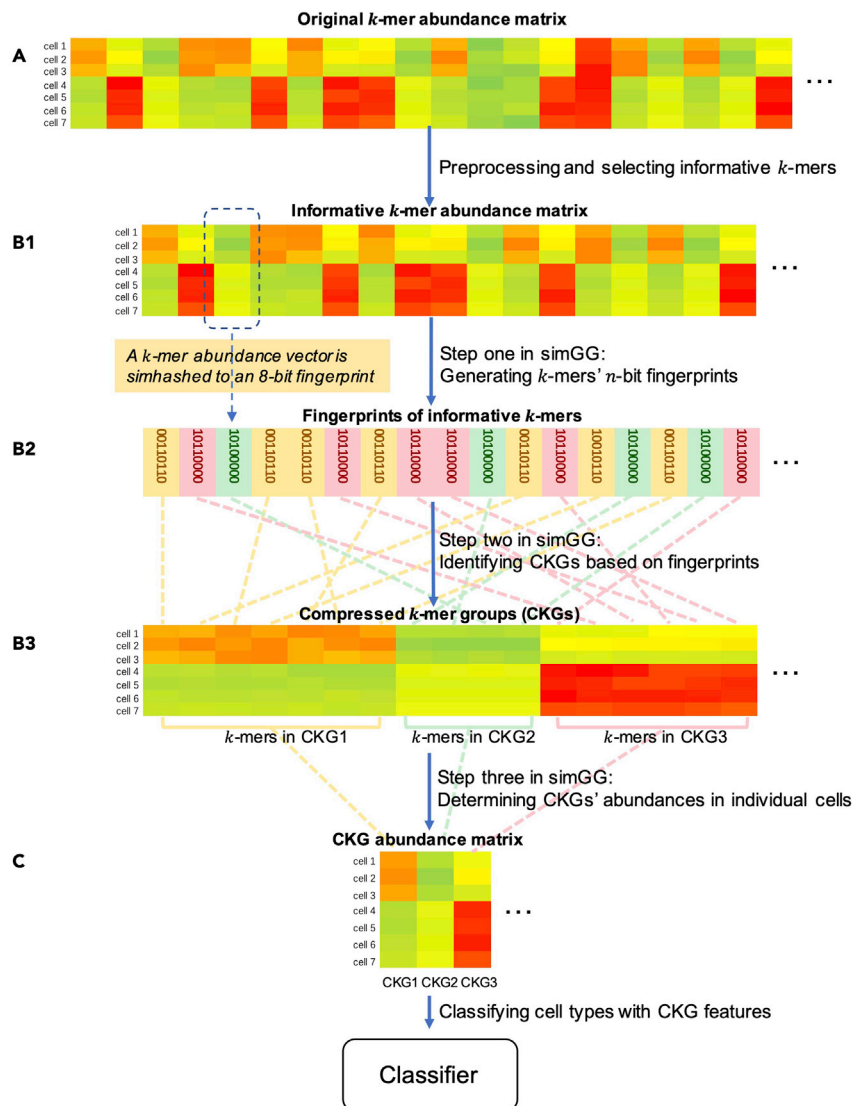 Original k-mer abundance matrix
A
cell 1
cell 2
cell 3
cell 4
cell 5
cell 6
cell 7
...
Preprocessing and selecting informative k-mers
Informative k-mer abundance matrix
B1
cell 1
cell 2
cell 3
cell 4
cell 5
cell 6
cell 7
...
A k-mer abundance vector is
simhashed to an 8-bit fingerprint
Step one in simGG:
Generating k-mers' n-bit fingerprints
Fingerprints of informative k-mers
B2
00110110
10110000
10100000
00110110
00110110
10110000
00110110
10110000
10110000
10100000
00110110
10110000
00110110
10100000
00110110
10100000
10110000
...
Step two in simGG:
Identifying CKGs based on fingerprints
Compressed k-mer groups (CKGs)
B3
cell 1
cell 2
cell 3
cell 4
cell 5
cell 6
cell 7
...
k-mers in CKG1
k-mers in CKG2
k-mers in CKG3
Step three in simGG:
Determining CKGs' abundances in individual cells
CKG abundance matrix
C
cell 1
cell 2
cell 3
cell 4
cell 5
cell 6
cell 7
...
CKG1 CKG2 CKG3
Classifying cell types with CKG features
Classifier